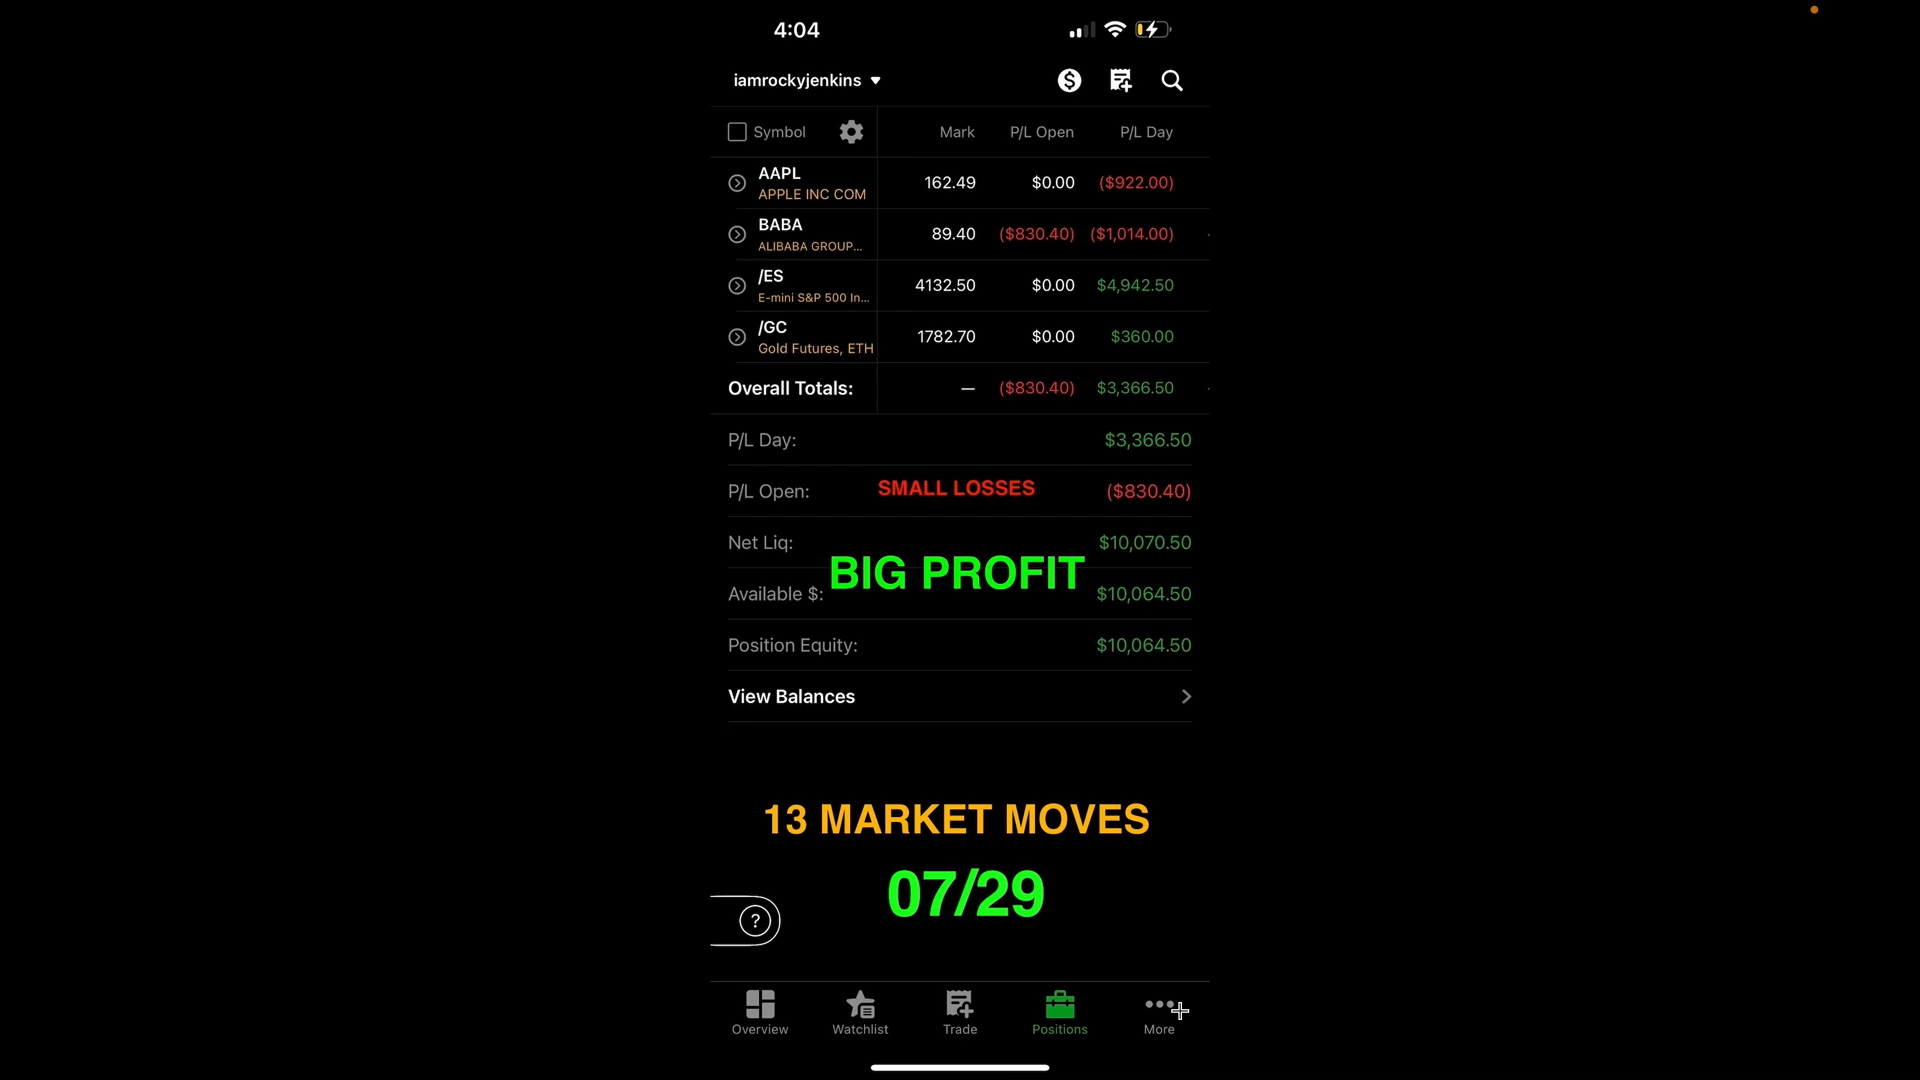 4:04
iamrockyjenkins
Symbol Mark P/L Open P/L Day
AAPL
APPLE INC COM
162.49 $0.00 ($922.00)
BABA
ALIBABA GROUP...
89.40 ($830.40) ($1,014.00)
/ES
E-mini S&P 500 In...
4132.50 $0.00 $4,942.50
/GC
Gold Futures, ETH
1782.70 $0.00 $360.00
Overall Totals: — ($830.40) $3,366.50
P/L Day: $3,366.50
P/L Open: SMALL LOSSES ($830.40)
Net Liq: $10,070.50
BIG PROFIT
Available $: $10,064.50
Position Equity: $10,064.50
View Balances
13 MARKET MOVES
07/29
?
Overview Watchlist Trade Positions More